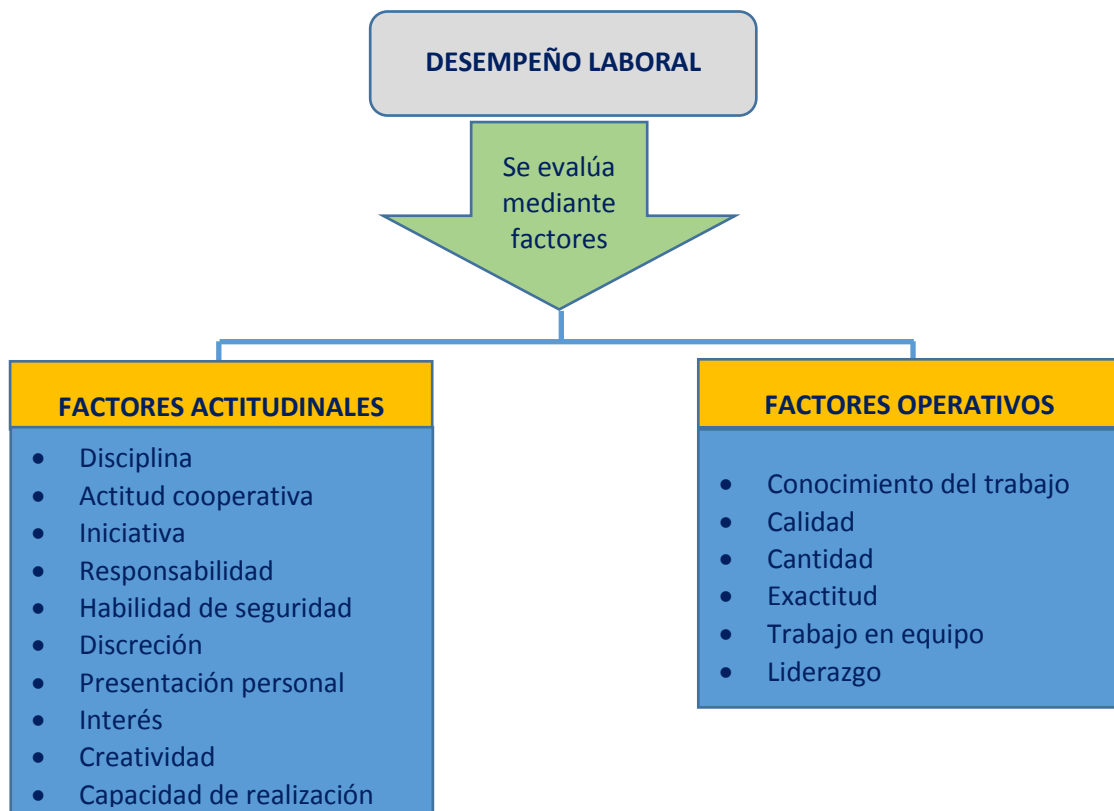 DESEMPEÑO LABORAL
Se evalúa
mediante
factores
FACTORES ACTITUDINALES
• Disciplina
• Actitud cooperativa
• Iniciativa
• Responsabilidad
• Habilidad de seguridad
• Discreción
• Presentación personal
• Interés
• Creatividad
• Capacidad de realización
FACTORES OPERATIVOS
• Conocimiento del trabajo
• Calidad
• Cantidad
• Exactitud
• Trabajo en equipo
• Liderazgo